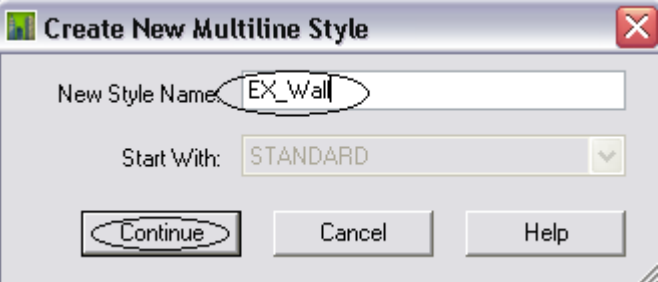 Create New Multiline Style
New Style Name: EX_Wall
Start With: STANDARD
Continue Cancel Help